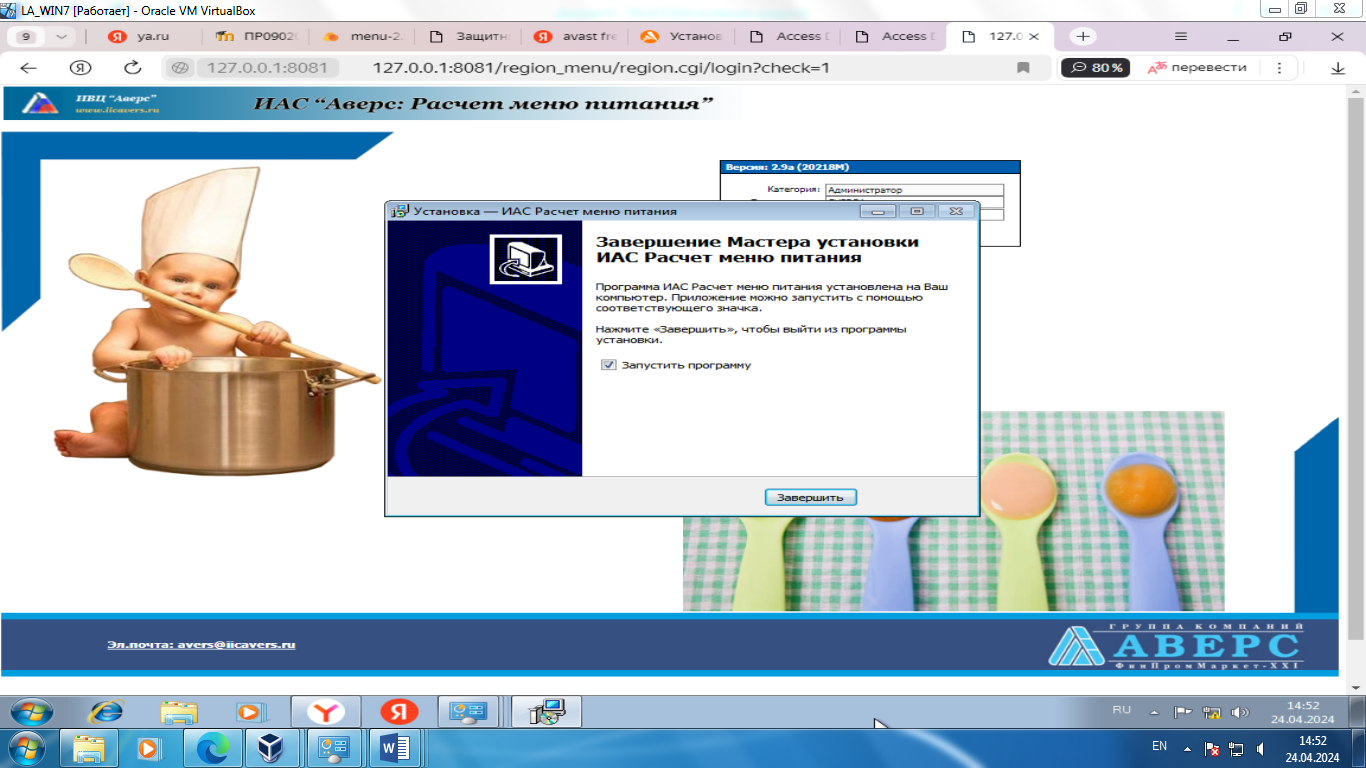 LA_WIN7 [Работает] - Oracle VM VirtualBox
9
ya.ru
ПР0902
menu-2.
Защитн
avast fre
Установ
Access
Access
127.0
127.0.0.1:8081
127.0.0.1:8081/region_menu/region.cgi/login?check=1
80 %
перевести
ПВЦ “Аверс”
www.iicavers.ru
ИАС “Аверс: Расчет меню питания”
Версия: 2.9a (20218M)
Категория:
Администратор
Установка — ИАС Расчет меню питания
Завершение Мастера установки
ИАС Расчет меню питания
Программа ИАС Расчет меню питания установлена на Ваш
компьютер. Приложение можно запустить с помощью
соответствующего значка.
Нажмите «Завершить», чтобы выйти из программы
установки.
Запустить программу
Завершить
Эл.почта: avers@iicavers.ru
ГРУППА КОМПАНИЙ
АВЕРС
ФинПромМаркет-XXI
RU
14:52
24.04.2024
EN
14:52
24.04.2024